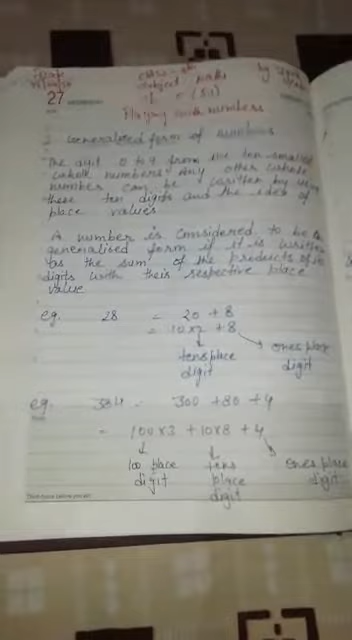 27
Subject Maths
(5.1)
Playing with numbers
Generalised form of numbers
The digit 0 to 9 from the ten smallest
whole numbers. Any other whole
number can be written by using
these ten digits and the idea of
place values
A number is considered to be in
generalised form if it is written
as the sum of the products of its
digits with their respective place
value
eg. 28 = 20 + 8
= 10×2 + 8
tens place digit
ones place digit
eg. 384 = 300 + 80 + 4
= 100×3 + 10×8 + 4
100 place digit
tens place digit
ones place digit